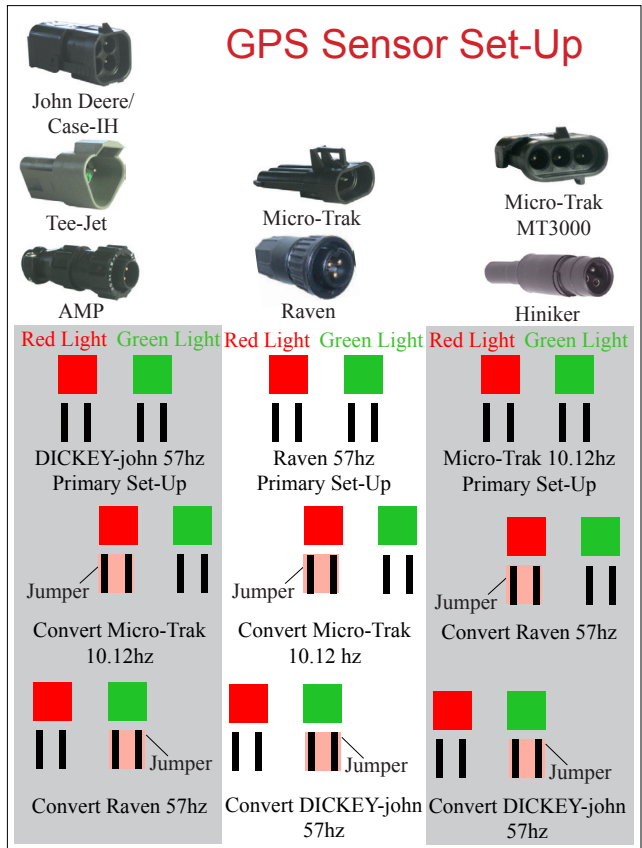 GPS Sensor Set-Up
John Deere/
Case-IH
Tee-Jet
Micro-Trak
Micro-Trak
MT3000
AMP
Raven
Hiniker
Red Light Green Light
Red Light Green Light
Red Light Green Light
DICKEY-john 57hz
Primary Set-Up
Raven 57hz
Primary Set-Up
Micro-Trak 10.12hz
Primary Set-Up
Jumper
Convert Micro-Trak
10.12hz
Jumper
Convert Micro-Trak
10.12 hz
Jumper
Convert Raven 57hz
Jumper
Convert Raven 57hz
Jumper
Convert DICKEY-john
57hz
Jumper
Convert DICKEY-john
57hz